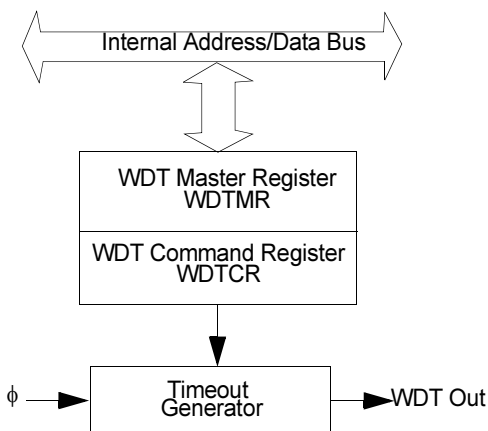 Internal Address/Data Bus
WDT Master Register
WDTMR
WDT Command Register
WDTCR
ϕ
Timeout
Generator
WDT Out